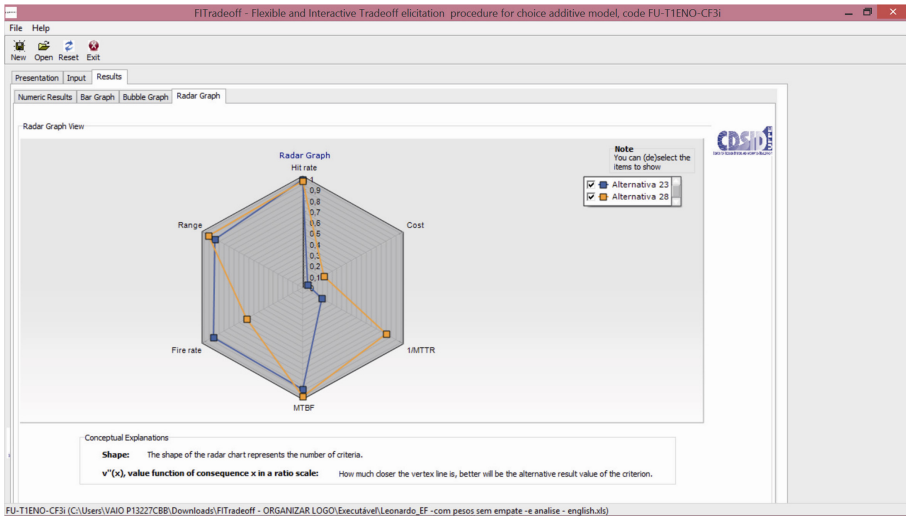 FITradeoff - Flexible and Interactive Tradeoff elicitation procedure for choice additive model, code FU-T1ENO-CF3i
File Help
New Open Reset Exit
Presentation Input Results
Numeric Results Bar Graph Bubble Graph Radar Graph
Radar Graph View
CDSID
Note
You can (de)select the
items to show
Alternativa 23
Alternativa 28
Radar Graph
Hit rate
Cost
1/MTTR
MTBF
Fire rate
Range
1
0,9
0,8
0,7
0,6
0,5
0,4
0,3
0,2
0,1
0
Conceptual Explanations
Shape: The shape of the radar chart represents the number of criteria.
v"(x), value function of consequence x in a ratio scale: How much closer the vertex line is, better will be the alternative result value of the criterion.
FU-T1ENO-CF3i (C:\Users\VAIO P13227CBB\Downloads\FITradeoff - ORGANIZAR LOGO\Executável\Leonardo_EF -com pesos sem empate -e analise - english.xls)